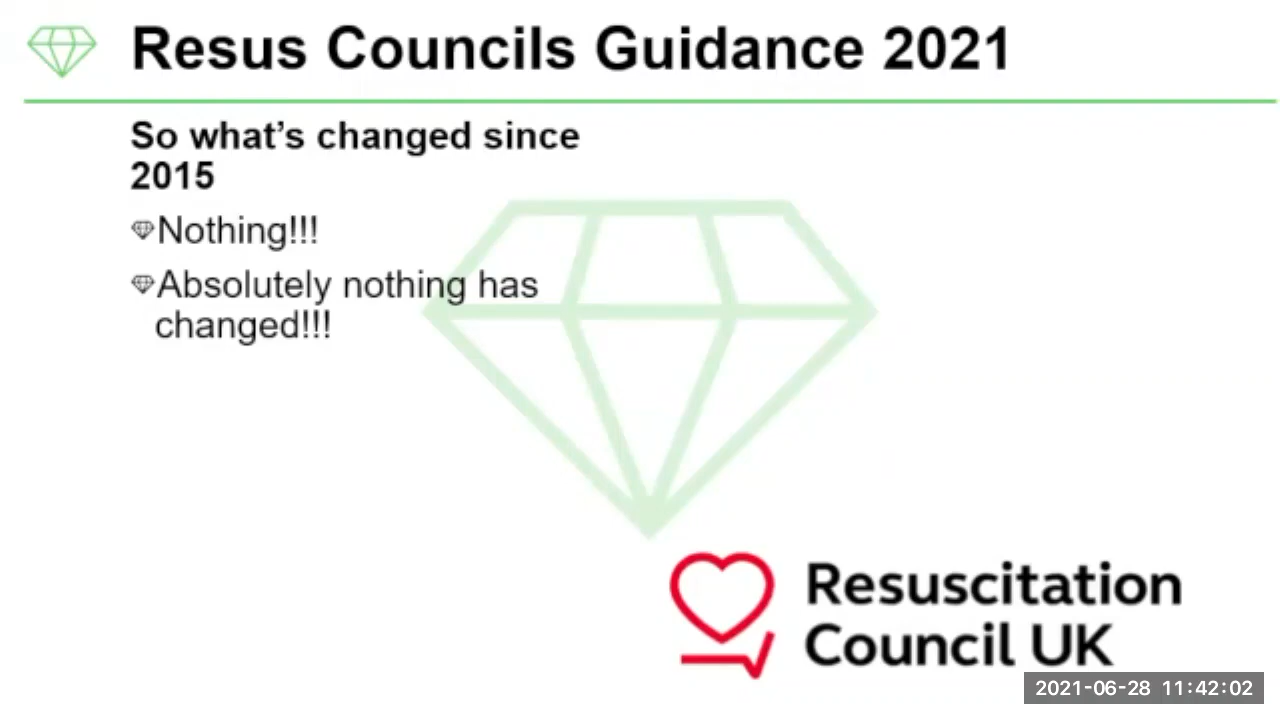 Resus Councils Guidance 2021
So what's changed since
2015
Nothing!!!
Absolutely nothing has
changed!!!
Resuscitation
Council UK
2021-06-28 11:42:02